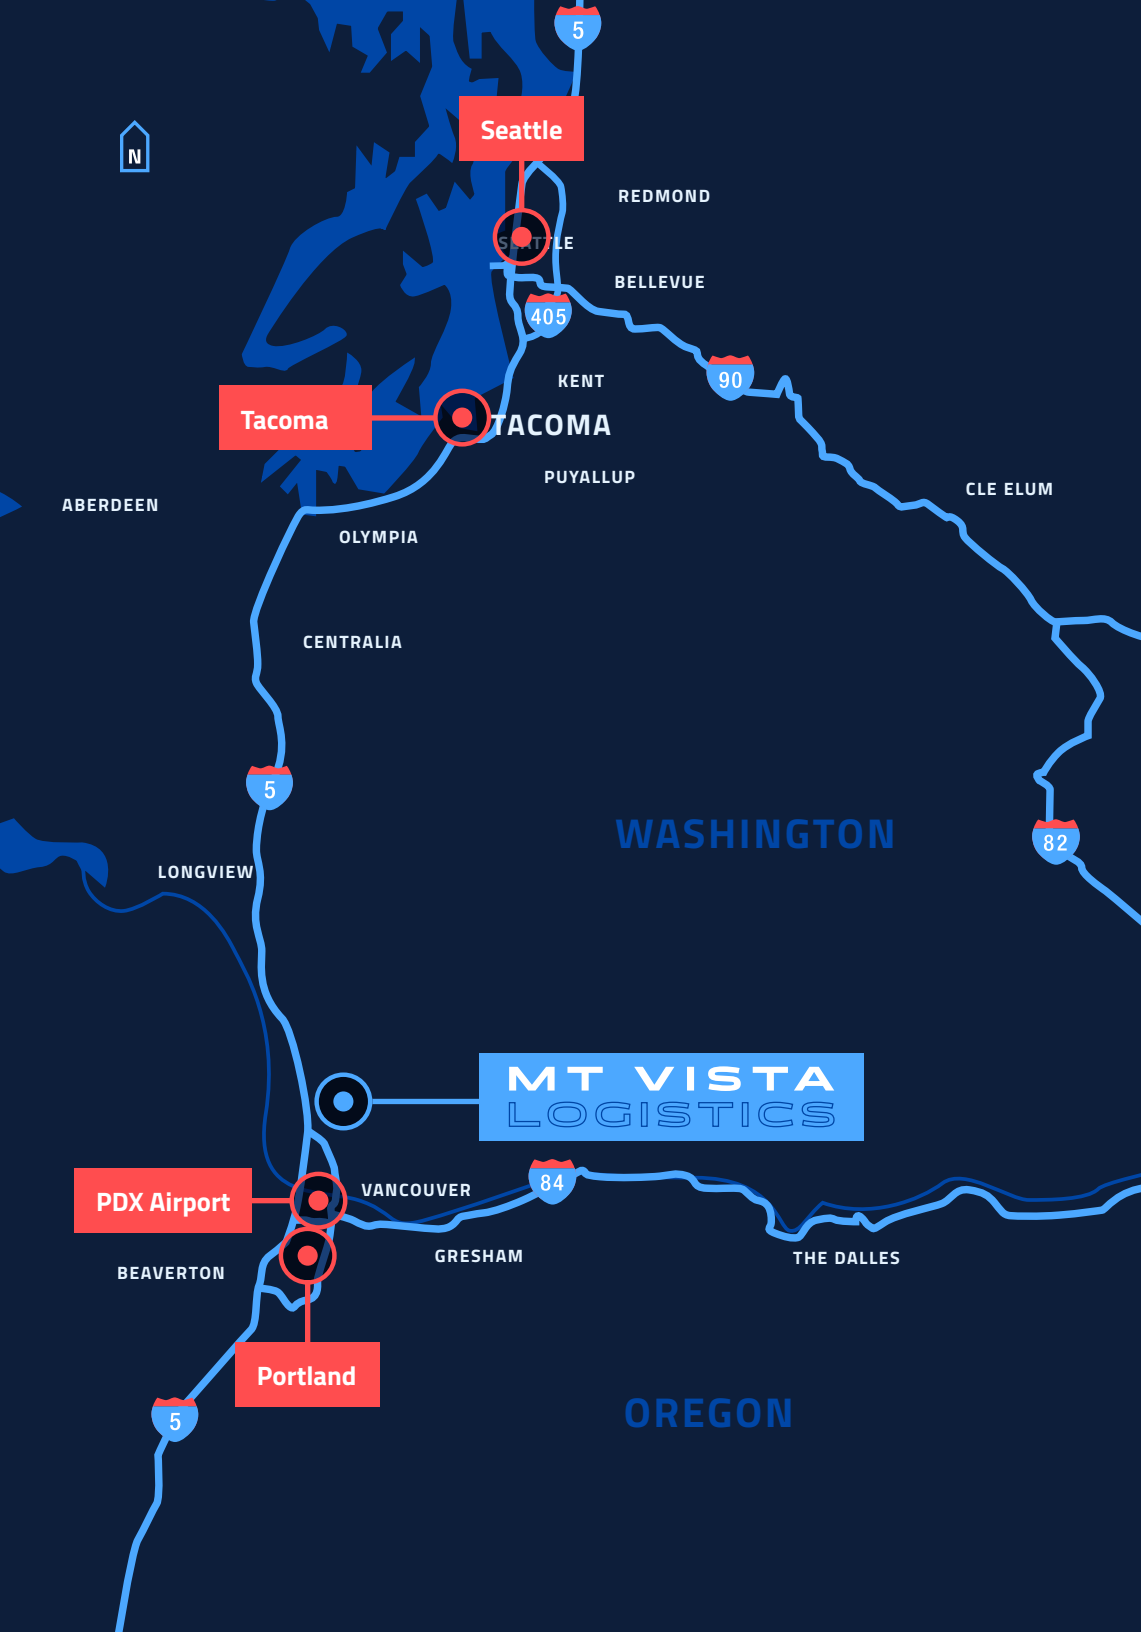 5
Seattle
N
REDMOND
SEATTLE
BELLEVUE
405
KENT
90
Tacoma
TACOMA
PUYALLUP
CLE ELUM
ABERDEEN
OLYMPIA
CENTRALIA
5
WASHINGTON
82
LONGVIEW
MT VISTA
LOGISTICS
84
VANCOUVER
PDX Airport
GRESHAM
THE DALLES
BEAVERTON
Portland
OREGON
5